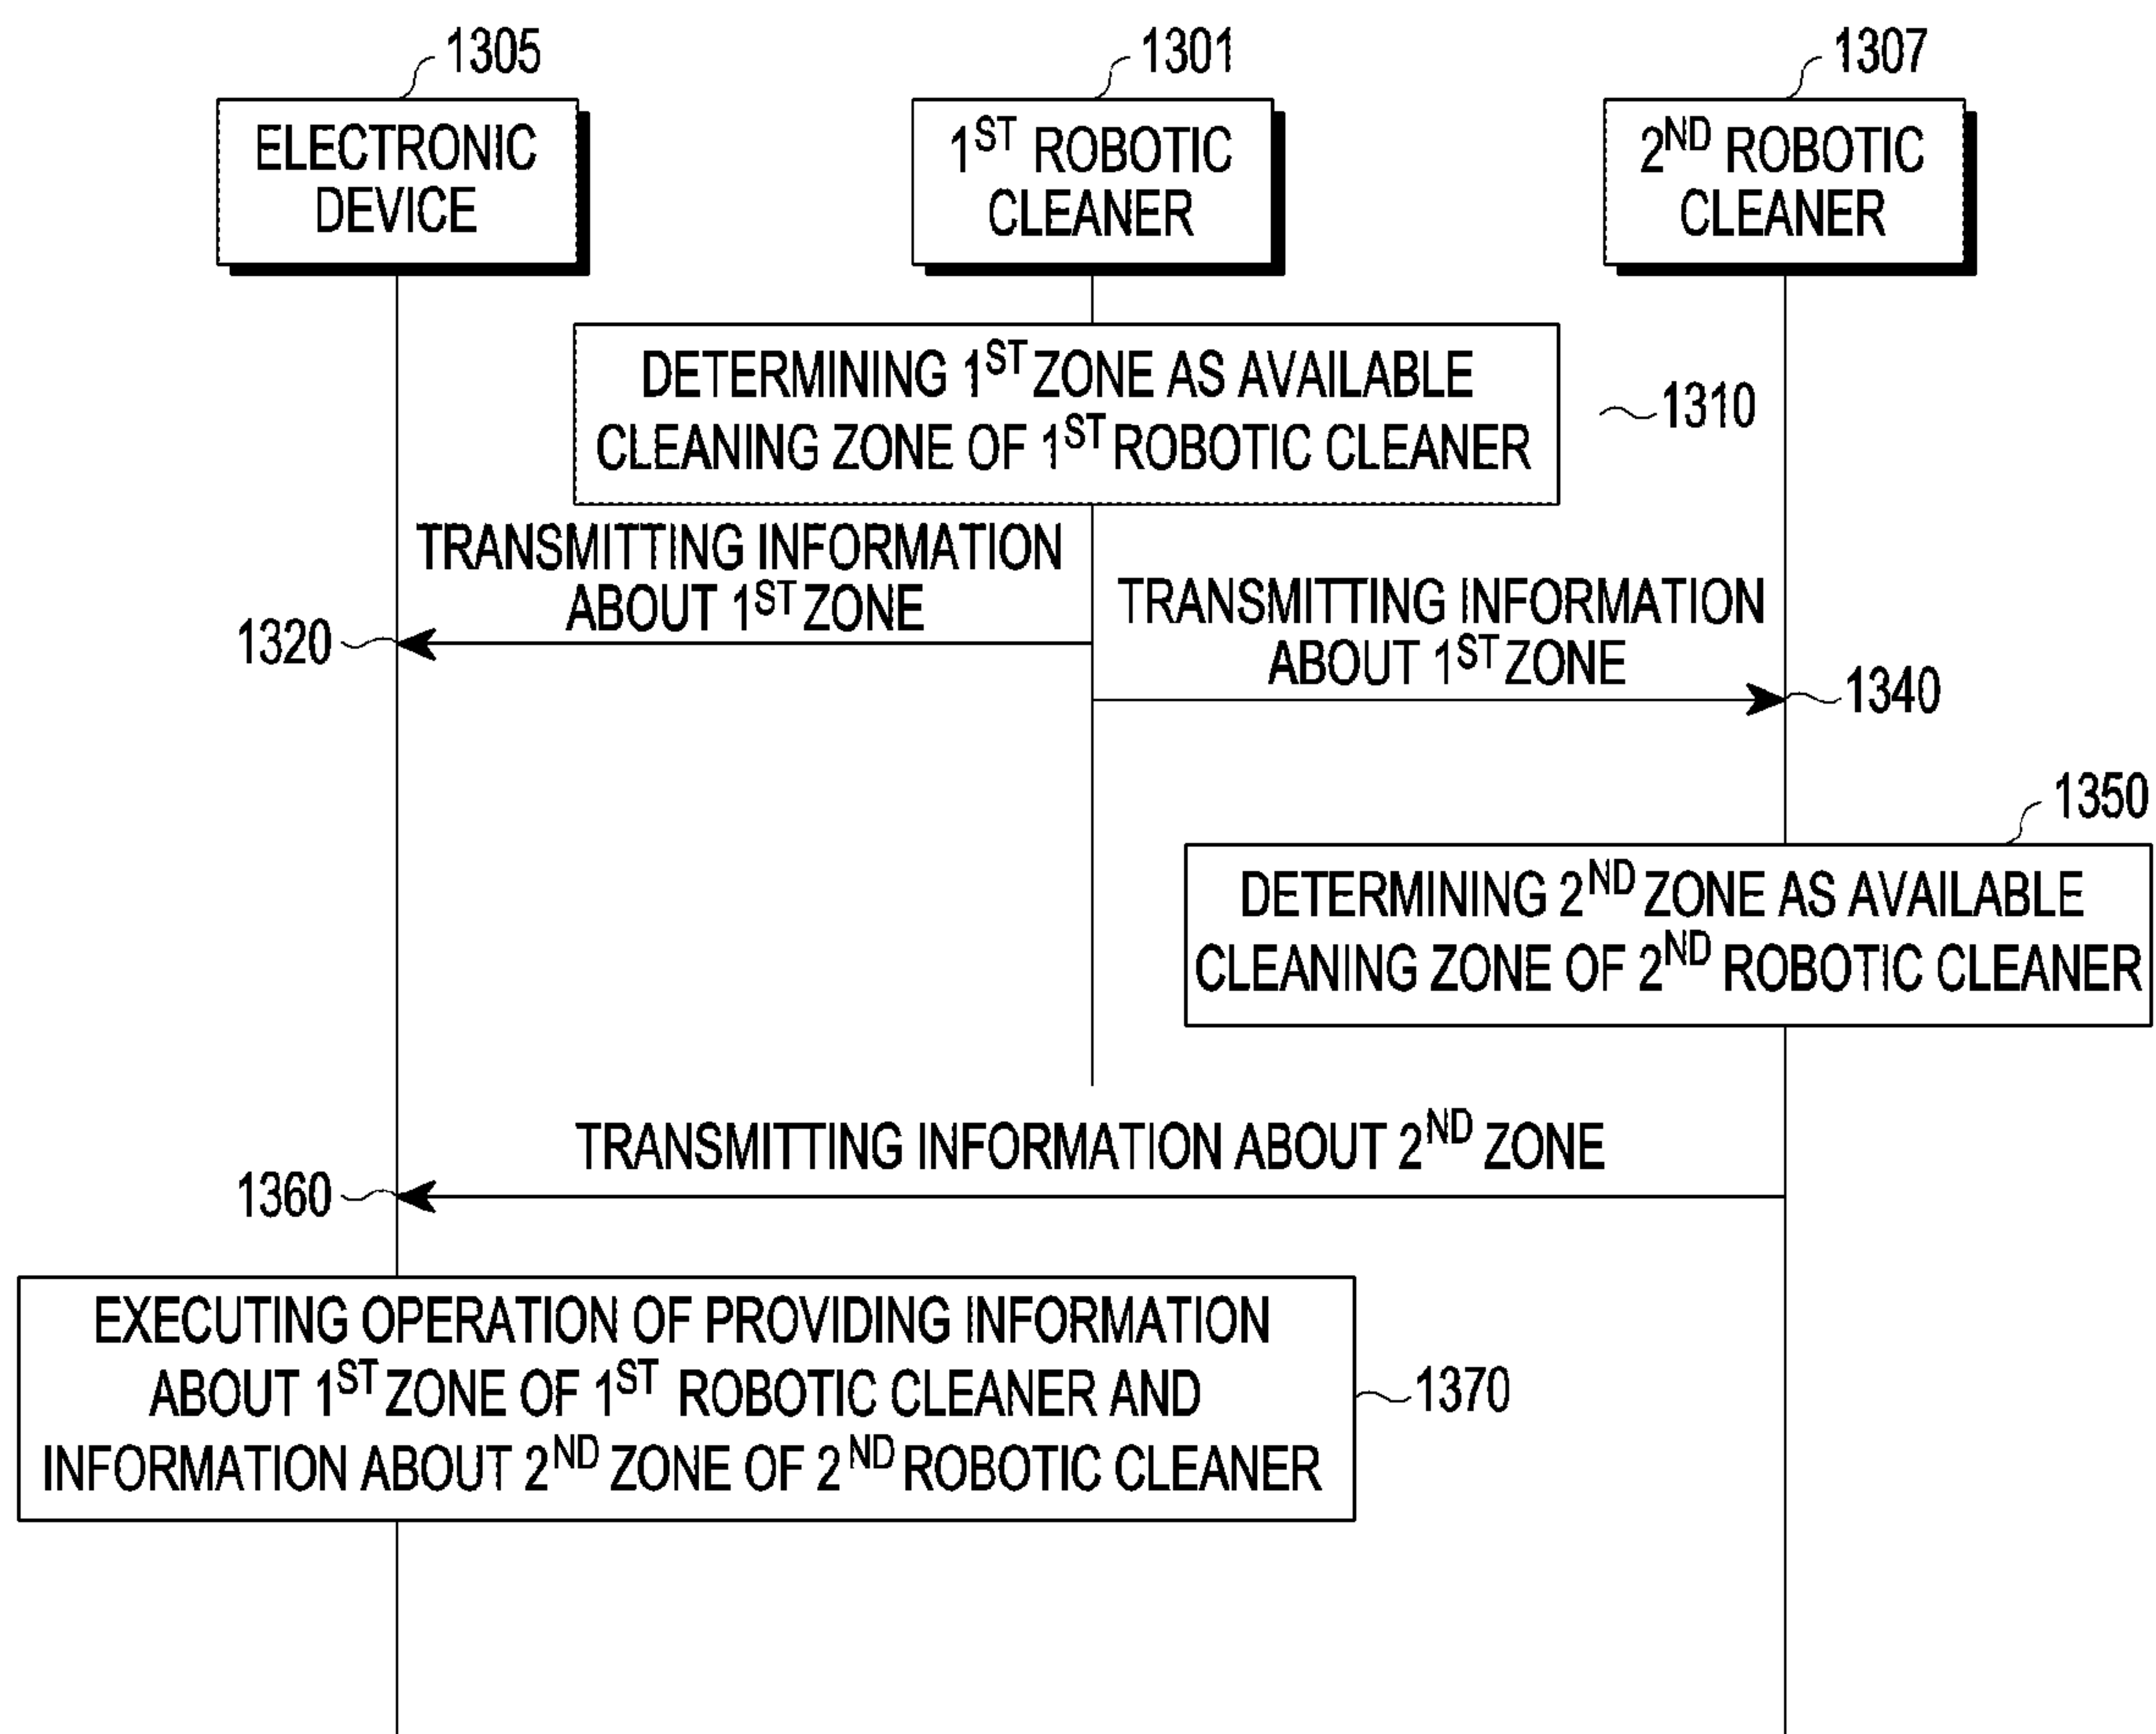 1305
1301
1307
ELECTRONIC
DEVICE
1ST ROBOTIC
CLEANER
2ND ROBOTIC
CLEANER
DETERMINING 1ST ZONE AS AVAILABLE
CLEANING ZONE OF 1ST ROBOTIC CLEANER
1310
TRANSMITTING INFORMATION
ABOUT 1ST ZONE
1320
TRANSMITTING INFORMATION
ABOUT 1ST ZONE
1340
1350
DETERMINING 2ND ZONE AS AVAILABLE
CLEANING ZONE OF 2ND ROBOTIC CLEANER
TRANSMITTING INFORMATION ABOUT 2ND ZONE
1360
EXECUTING OPERATION OF PROVIDING INFORMATION
ABOUT 1ST ZONE OF 1ST ROBOTIC CLEANER AND
INFORMATION ABOUT 2ND ZONE OF 2ND ROBOTIC CLEANER
1370